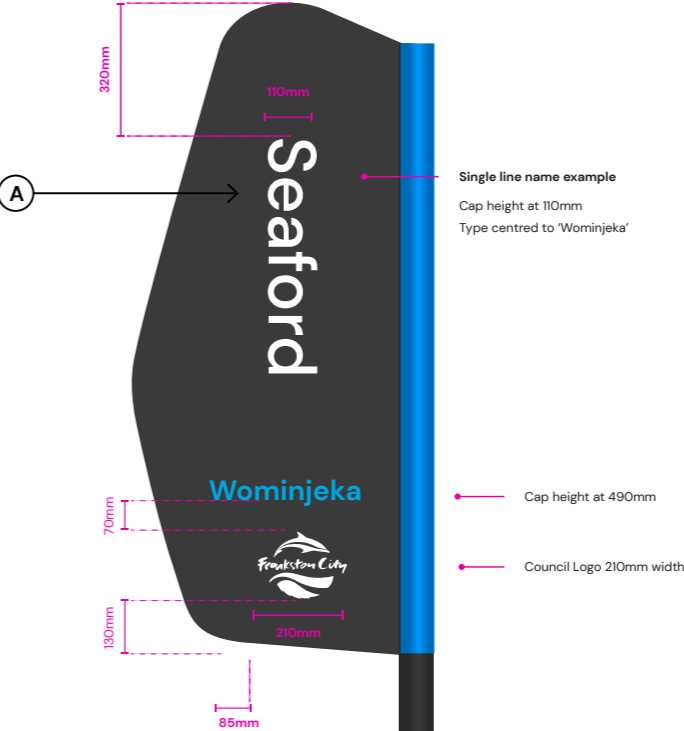 320mm
110mm
A
Seaford
Single line name example
Cap height at 110mm
Type centred to ‘Wominjeka’
Wominjeka
Cap height at 490mm
70mm
Frankston City
Council Logo 210mm width
130mm
210mm
85mm